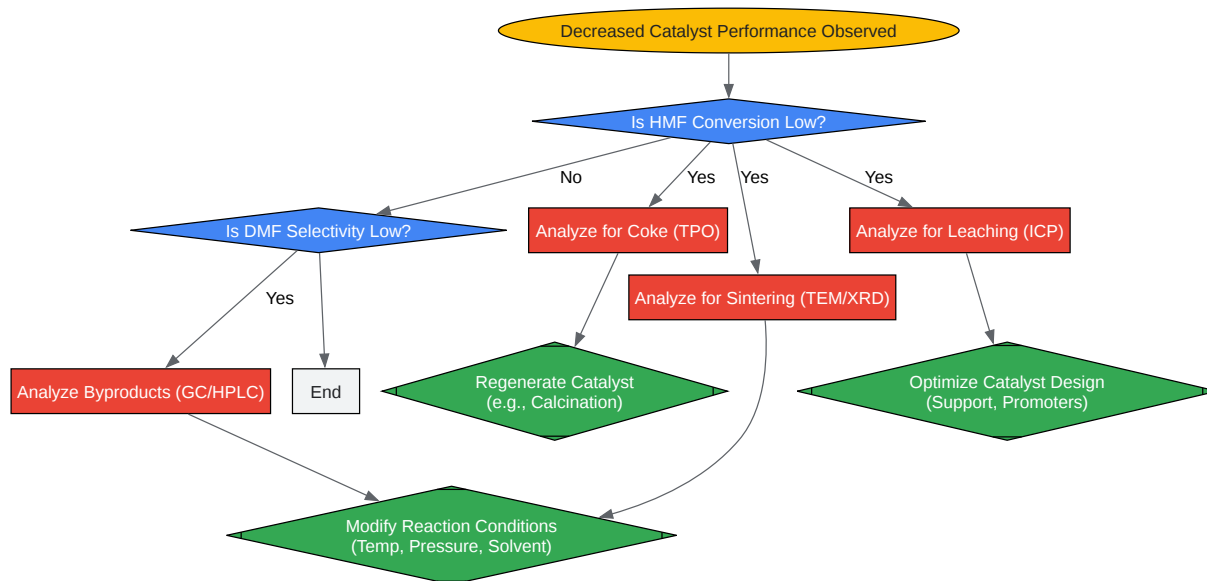 Decreased Catalyst Performance Observed
Is HMF Conversion Low?
No
Yes
Yes
Yes
Is DMF Selectivity Low?
Analyze for Coke (TPO)
Analyze for Leaching (ICP)
Yes
Analyze for Sintering (TEM/XRD)
Analyze Byproducts (GC/HPLC)
End
Regenerate Catalyst
(e.g., Calcination)
Optimize Catalyst Design
(Support, Promoters)
Modify Reaction Conditions
(Temp, Pressure, Solvent)